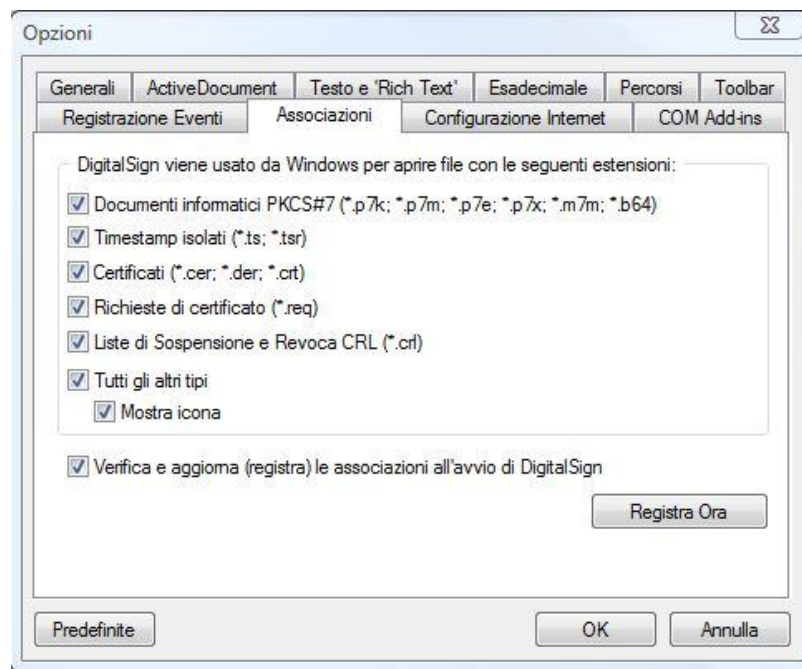 Opzioni
Generali ActiveDocument Testo e 'Rich Text' Esadecimale Percorsi Toolbar
Registrazione Eventi Associazioni Configurazione Internet COM Add-ins
DigitalSign viene usato da Windows per aprire file con le seguenti estensioni:
Documenti informatici PKCS#7 (*.p7k; *.p7m; *.p7e; *.p7x; *.m7m; *.b64)
Timestamp isolati (*.ts; *.tsr)
Certificati (*.cer; *.der; *.crt)
Richieste di certificato (*.req)
Liste di Sospensione e Revoca CRL (*.crl)
Tutti gli altri tipi
Mostra icona
Verifica e aggiorna (registra) le associazioni all'avvio di DigitalSign
Registra Ora
Predefinite OK Annulla